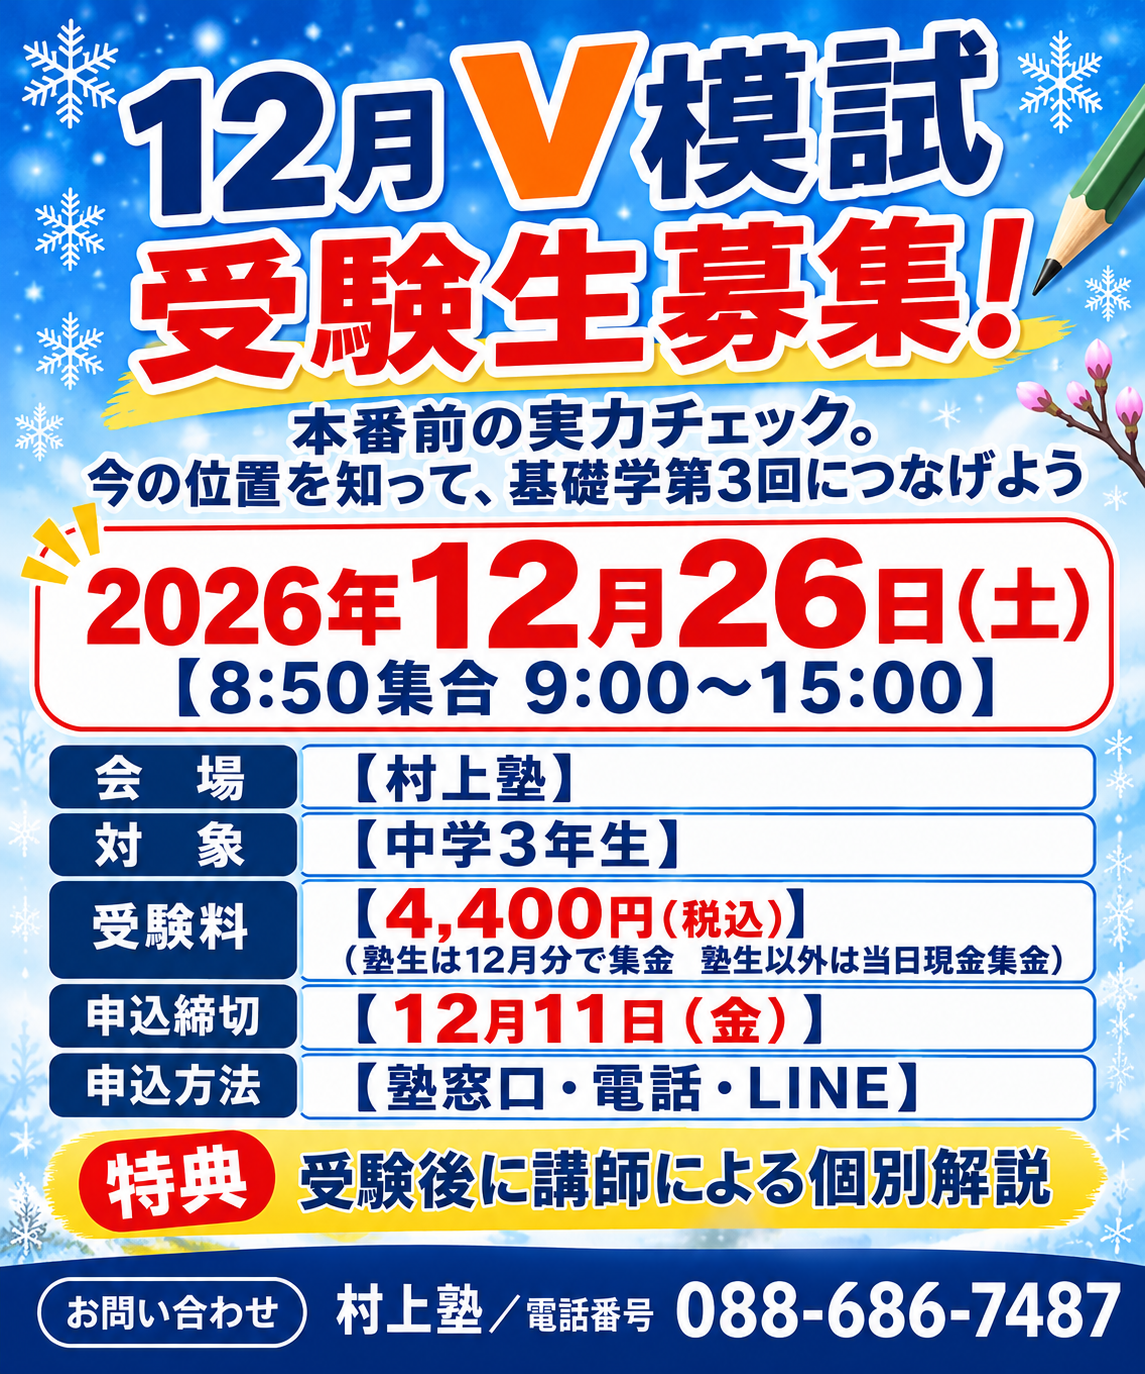 12月V模試
受験生募集!
本番前の実力チェック。
今の位置を知って、基礎学第3回につなげよう
2026年12月26日(土)
【8:50集合 9:00～15:00】
会場 【村上塾】
対象 【中学3年生】
受験料 【4,400円(税込)】
(塾生は12月分で集金 塾生以外は当日現金集金)
申込締切 【12月11日(金)】
申込方法 【塾窓口・電話・LINE】
特典 受験後に講師による個別解説
お問い合わせ 村上塾／電話番号 088-686-7487